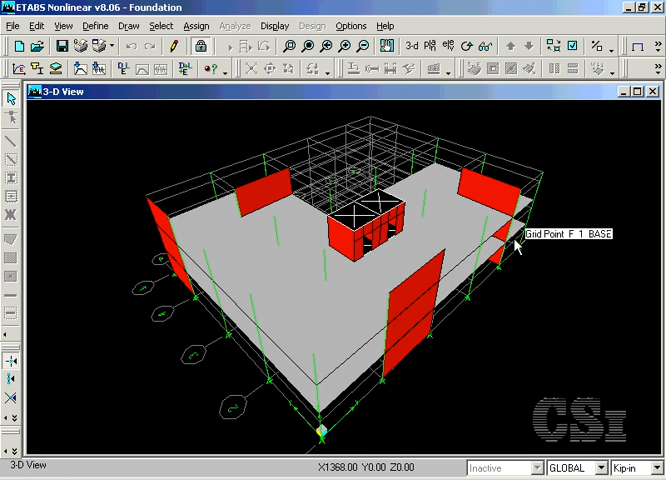 ETABS Nonlinear v8.06 - Foundation
File Edit View Define Draw Select Assign Analyze Display Design Options Help
3-d
3-D View
Grid Point F 1 BASE
2
CSI
3-D View
X1368.00 Y0.00 Z0.00
Inactive
GLOBAL
Kip-in